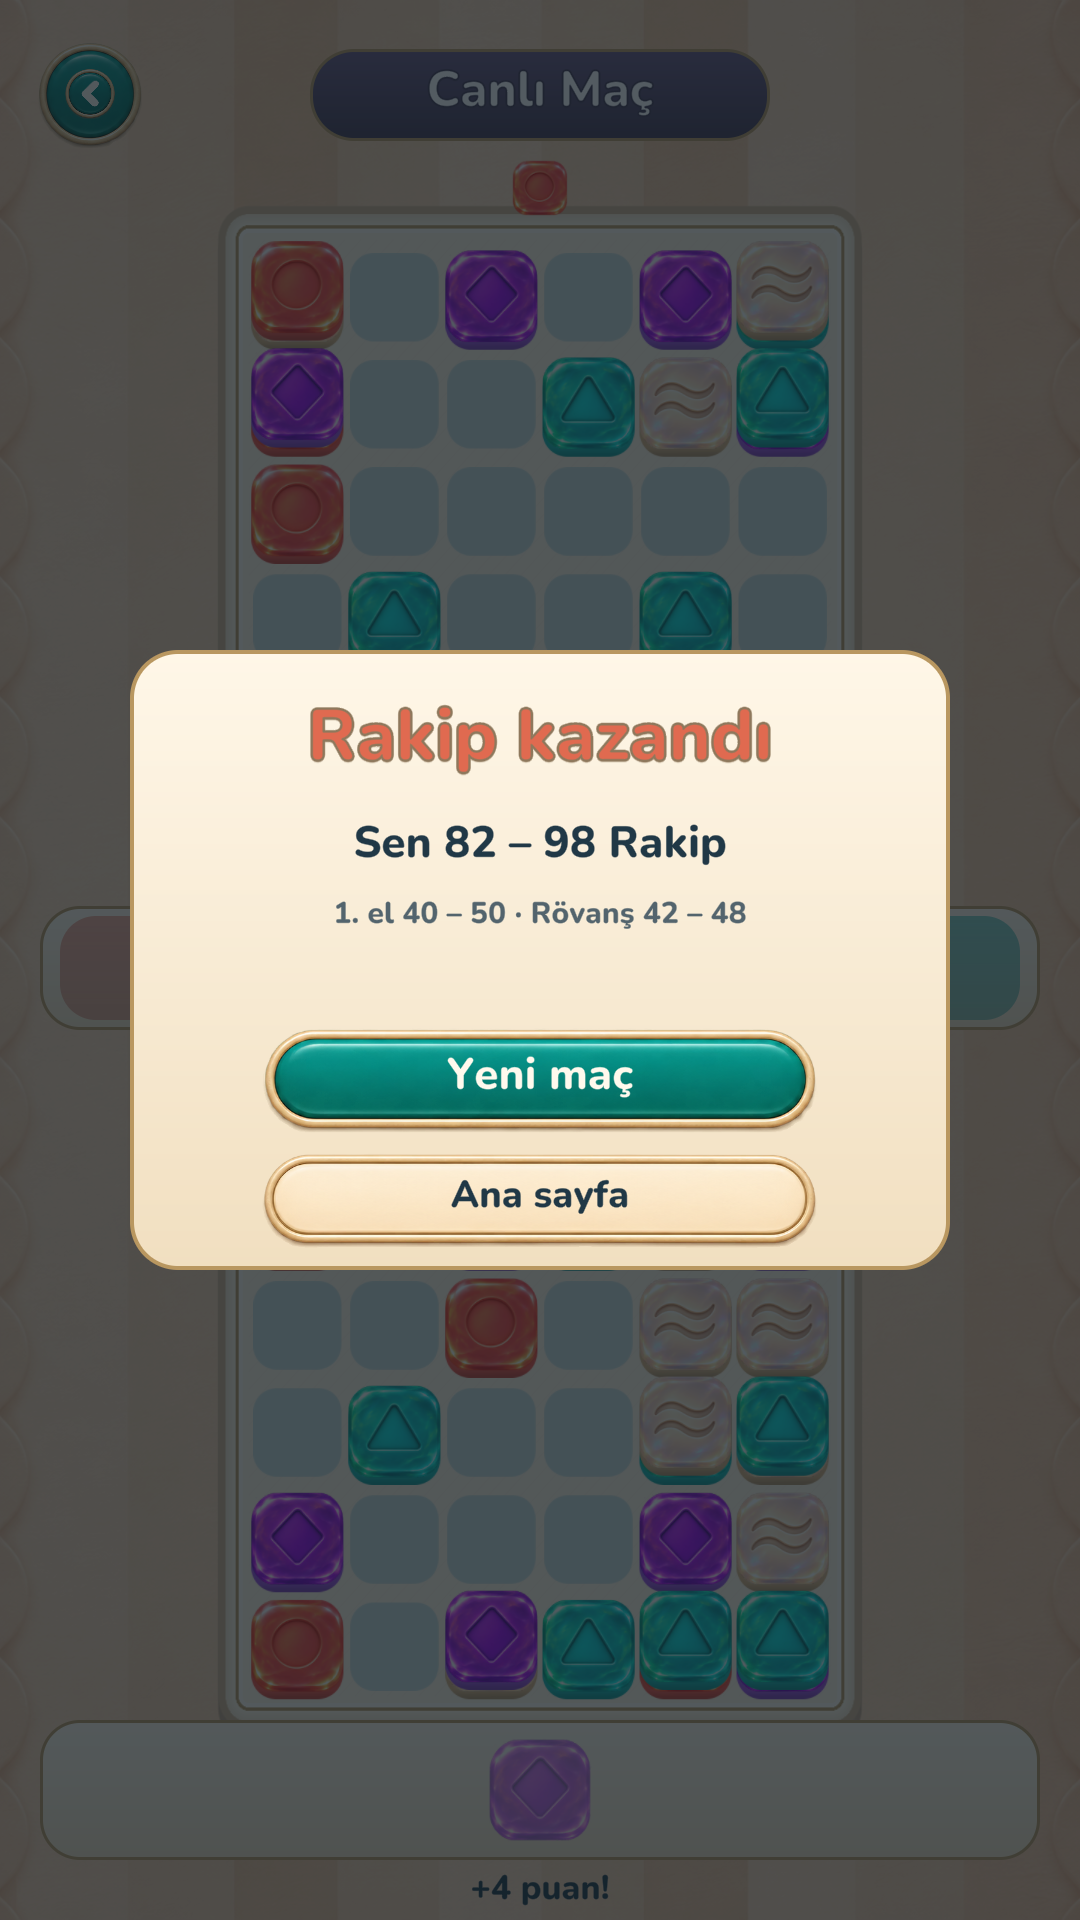 Canlı Maç
Rakip kazandı
Sen 82 – 98 Rakip
1. el 40 – 50 · Rövanş 42 – 48
Yeni maç
Ana sayfa
+4 puan!